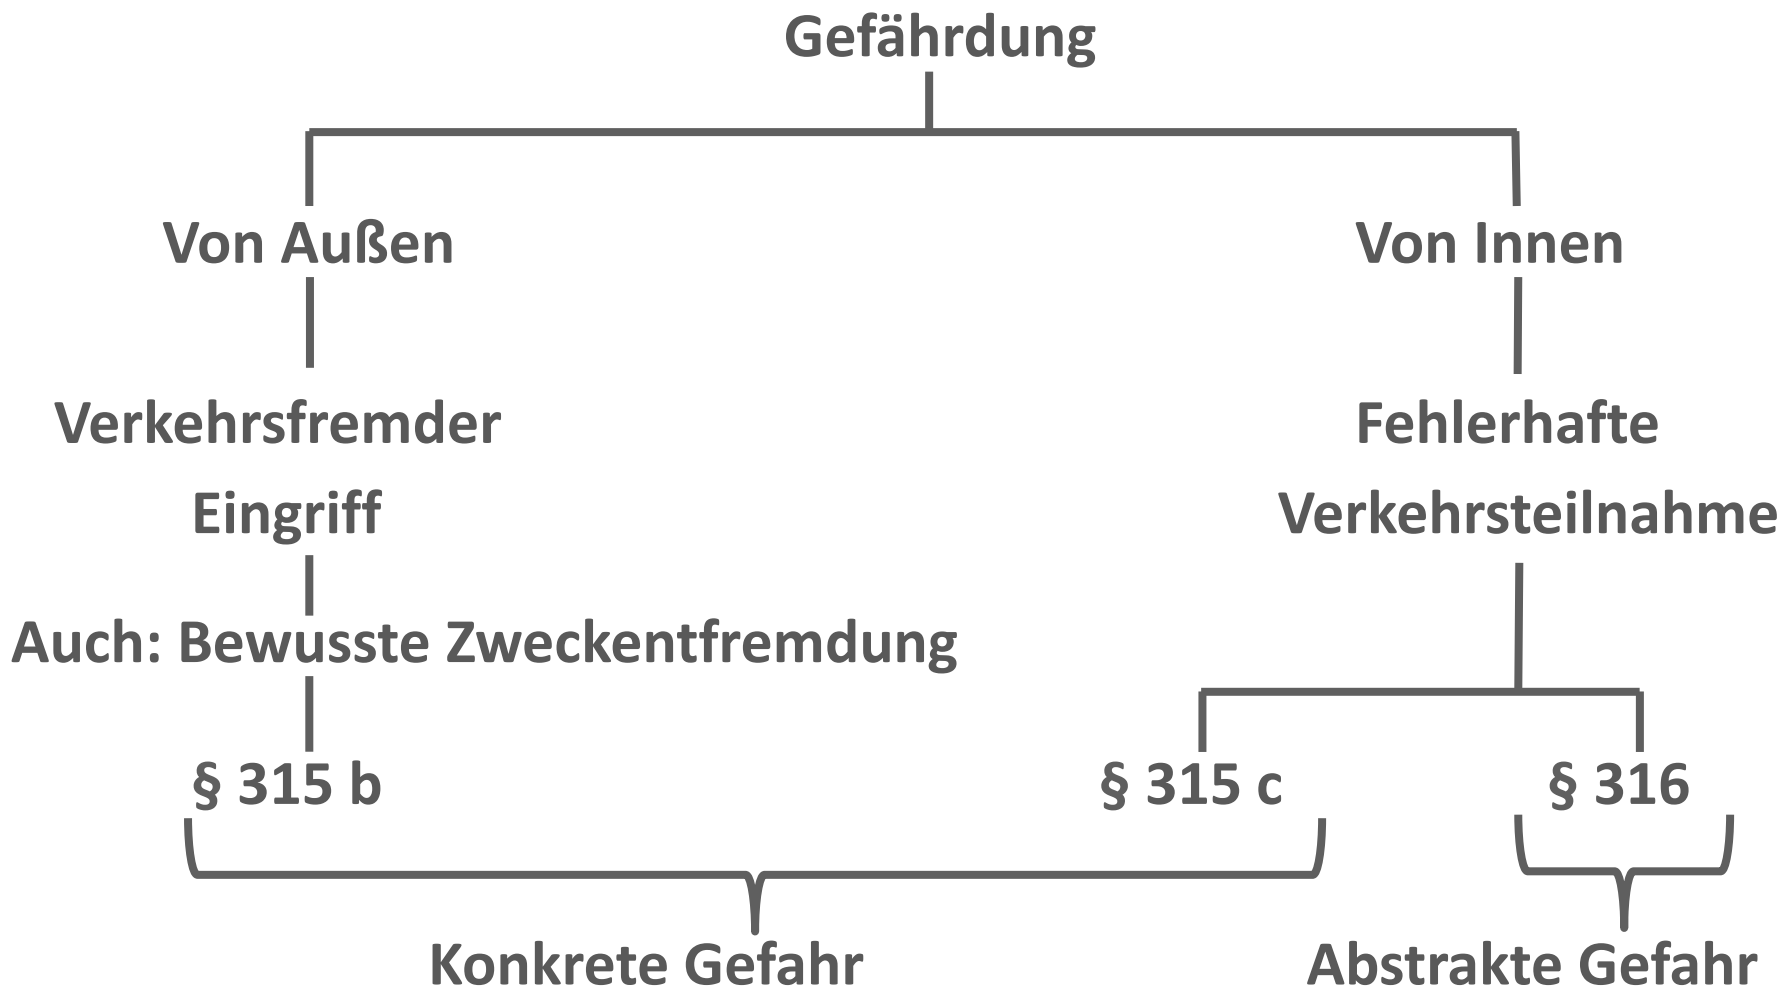 Gefährdung
Von Außen
Von Innen
Verkehrsfremder
Eingriff
Fehlerhafte
Verkehrsteilnahme
Auch: Bewusste Zweckentfremdung
§ 315 b
§ 315 c
§ 316
Konkrete Gefahr
Abstrakte Gefahr